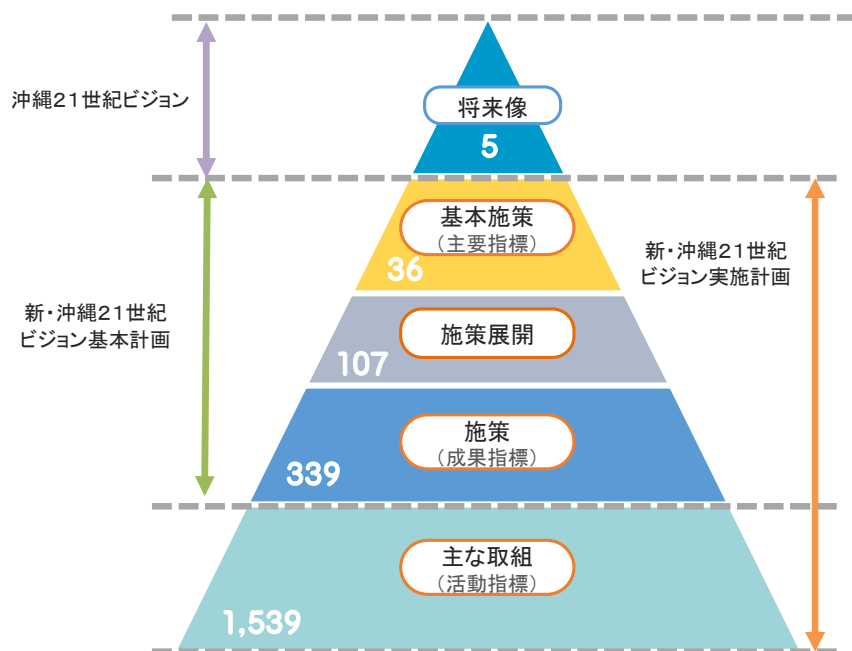 沖縄21世紀ビジョン
将来像
5
基本施策
（主要指標）
36
新・沖縄21世紀
ビジョン実施計画
新・沖縄21世紀
ビジョン基本計画
施策展開
107
施策
（成果指標）
339
主な取組
（活動指標）
1,539